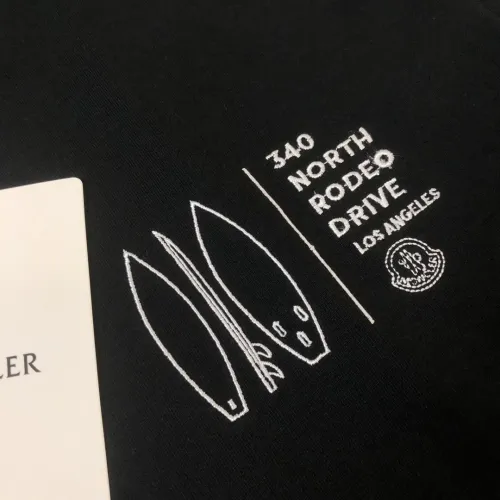 340
NORTH
RODEO
DRIVE
LOS ANGELES
LER